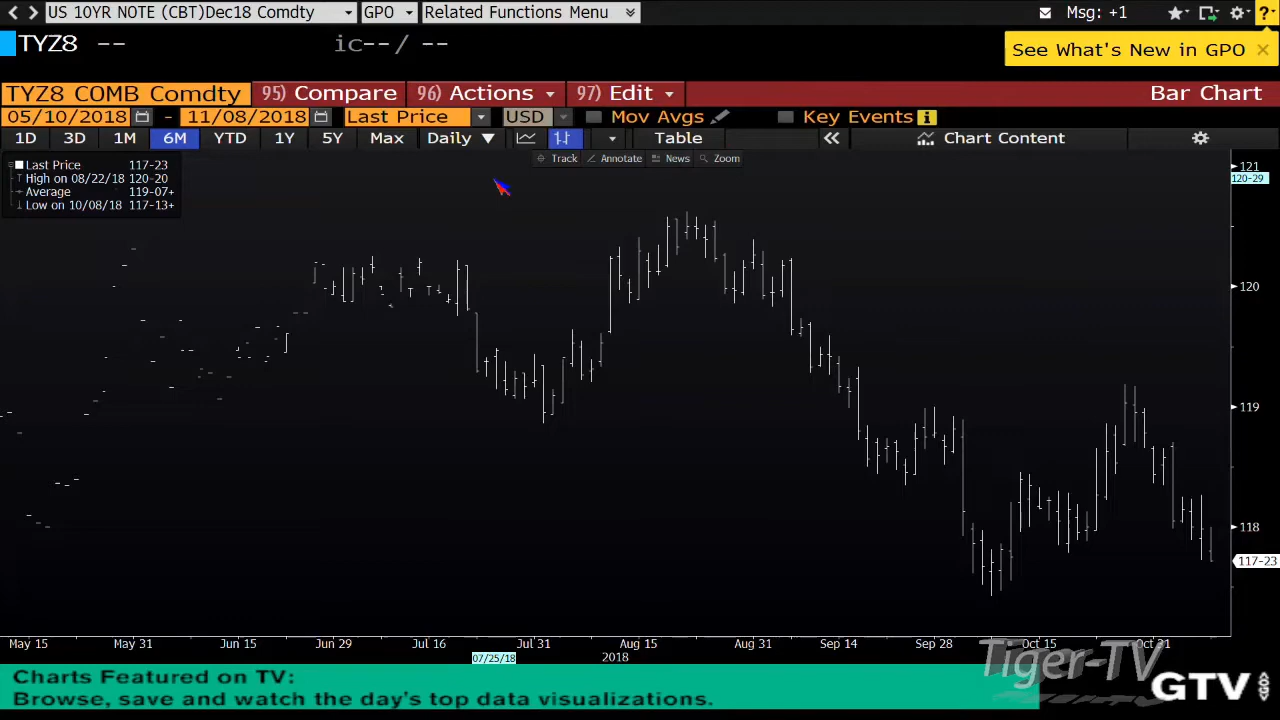 US 10YR NOTE (CBT)Dec18 Comdty GPO Related Functions Menu Msg: +1 ?
TYZ8 -- ic--/ --
See What's New in GPO ×
TYZ8 COMB Comdty 95) Compare 96) Actions 97) Edit Bar Chart
05/10/2018 - 11/08/2018 Last Price USD Mov Avgs Key Events i
1D 3D 1M 6M YTD 1Y 5Y Max Daily Table « Chart Content
Track Annotate News Zoom
Last Price 117-23
High on 08/22/18 120-20
Average 119-07+
Low on 10/08/18 117-13+
121
120-29
120
119
118
117-23
May 15 May 31 Jun 15 Jun 29 Jul 16 Jul 31 Aug 15 Aug 31 Sep 14 Sep 28 Oct 15 Oct 31
07/25/18 2018
Tiger-TV
Charts Featured on TV:
Browse, save and watch the day's top data visualizations.
GTV